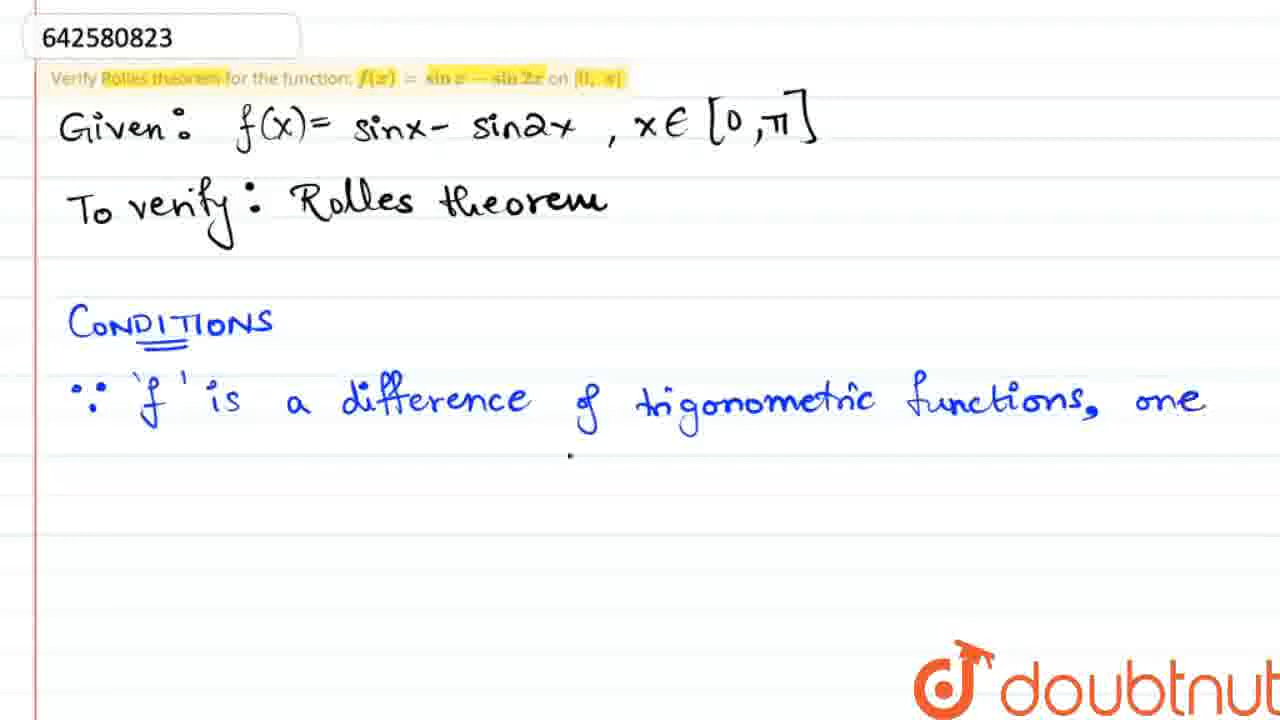 642580823
Verify Rolles theorem for the function: f(x) = sin x − sin 2x on [0, π]
Given: f(x)= sinx- sin2x , x∈ [0,π]
To verify: Rolles theorem
CONDITIONS
∵ 'f' is a difference of trigonometric functions, one
doubtnut